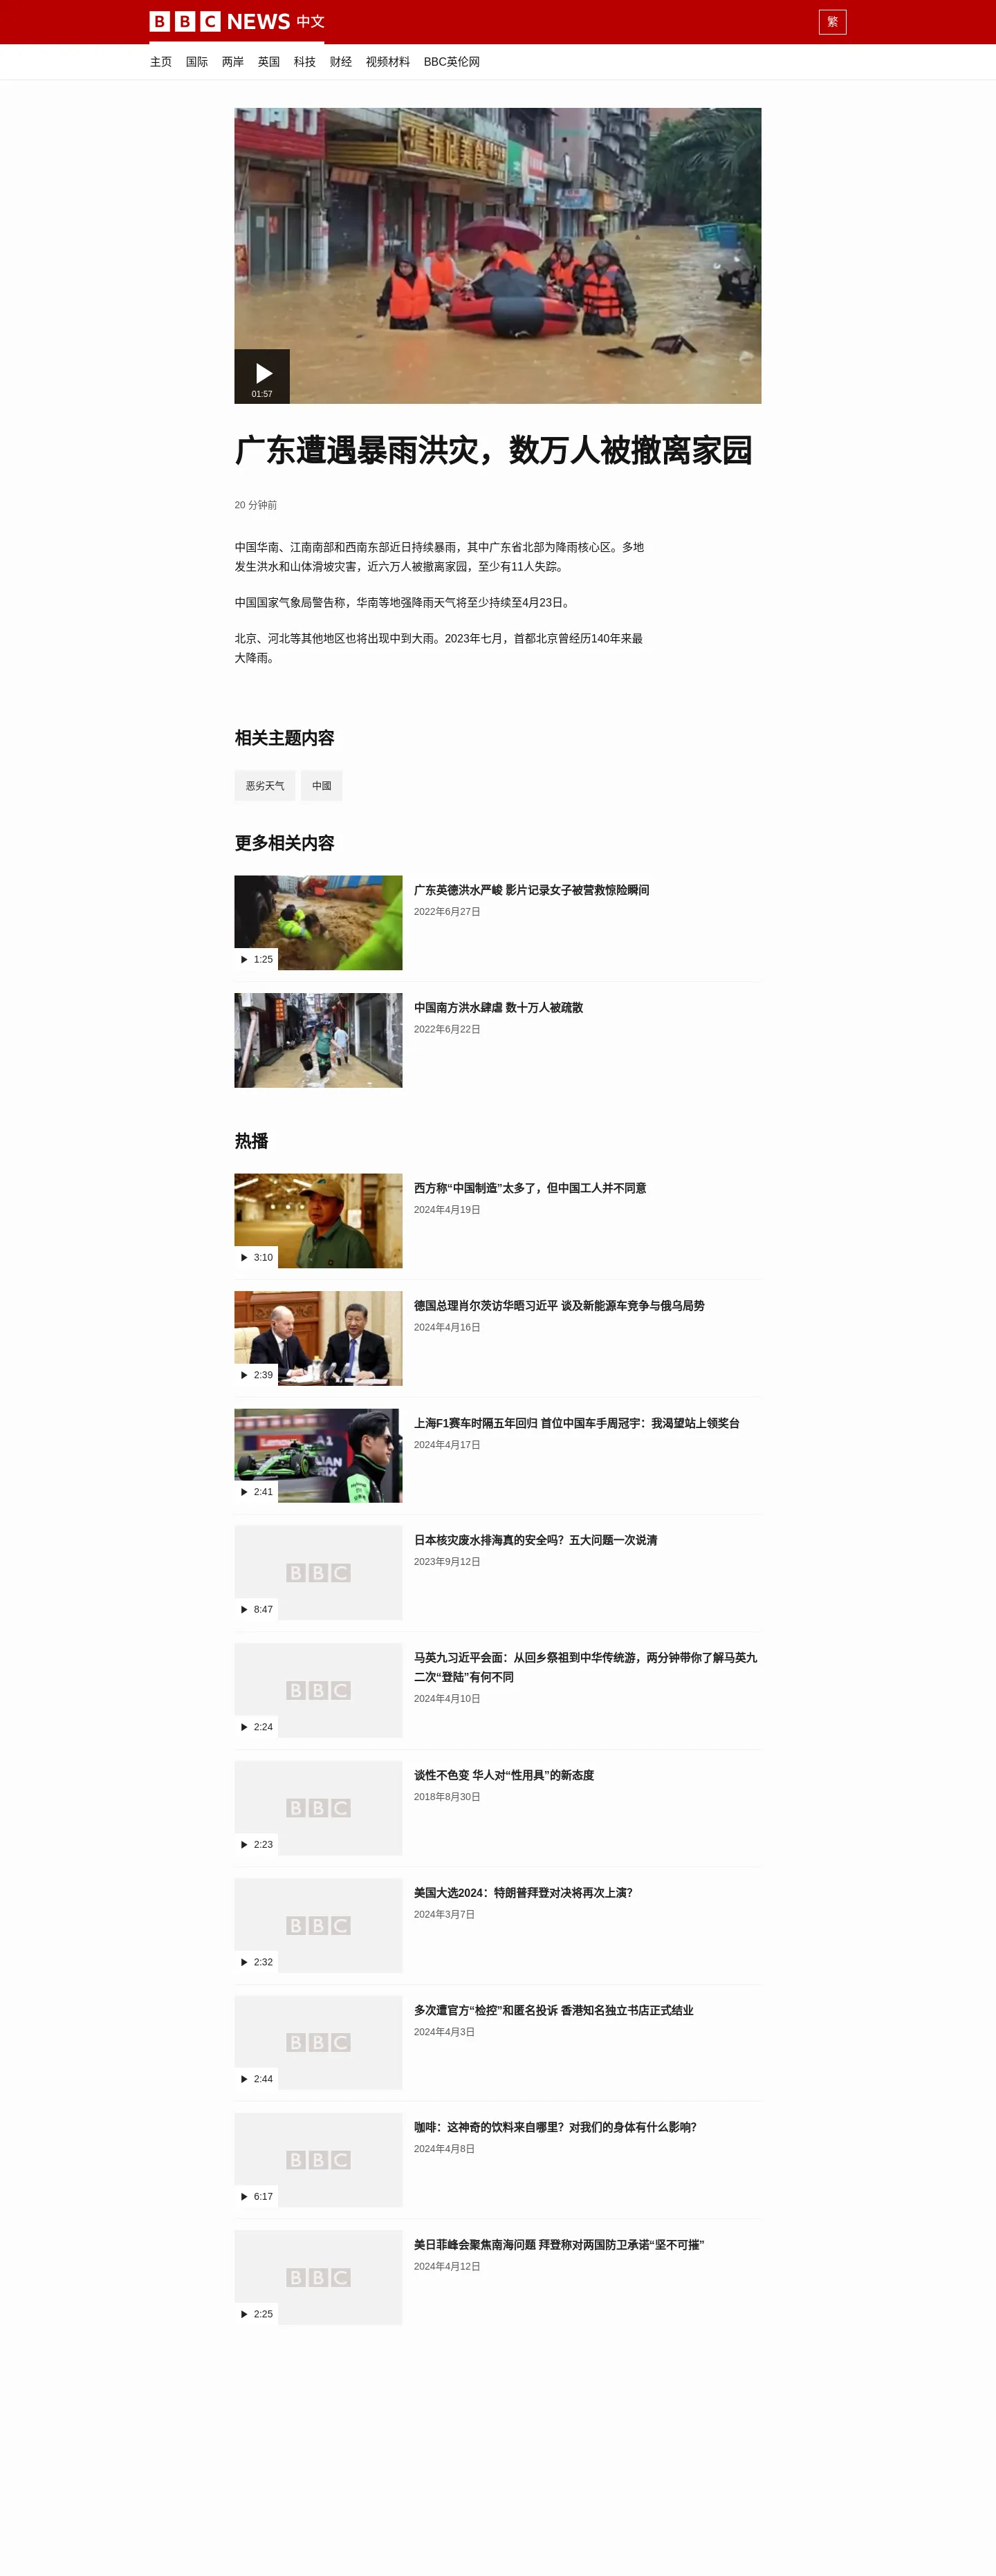 BBC NEWS 中文
繁
主页 国际 两岸 英国 科技 财经 视频材料 BBC英伦网
01:57
广东遭遇暴雨洪灾，数万人被撤离家园
20 分钟前
中国华南、江南南部和西南东部近日持续暴雨，其中广东省北部为降雨核心区。多地
发生洪水和山体滑坡灾害，近六万人被撤离家园，至少有11人失踪。
中国国家气象局警告称，华南等地强降雨天气将至少持续至4月23日。
北京、河北等其他地区也将出现中到大雨。2023年七月，首都北京曾经历140年来最
大降雨。
相关主题内容
恶劣天气 中國
更多相关内容
广东英德洪水严峻 影片记录女子被营救惊险瞬间
2022年6月27日
1:25
中国南方洪水肆虐 数十万人被疏散
2022年6月22日
热播
西方称“中国制造”太多了，但中国工人并不同意
2024年4月19日
3:10
德国总理肖尔茨访华晤习近平 谈及新能源车竞争与俄乌局势
2024年4月16日
2:39
上海F1赛车时隔五年回归 首位中国车手周冠宇：我渴望站上领奖台
2024年4月17日
2:41
日本核灾废水排海真的安全吗？五大问题一次说清
2023年9月12日
BBC
8:47
马英九习近平会面：从回乡祭祖到中华传统游，两分钟带你了解马英九
二次“登陆”有何不同
2024年4月10日
BBC
2:24
谈性不色变 华人对“性用具”的新态度
2018年8月30日
BBC
2:23
美国大选2024：特朗普拜登对决将再次上演？
2024年3月7日
BBC
2:32
多次遭官方“检控”和匿名投诉 香港知名独立书店正式结业
2024年4月3日
BBC
2:44
咖啡：这神奇的饮料来自哪里？对我们的身体有什么影响？
2024年4月8日
BBC
6:17
美日菲峰会聚焦南海问题 拜登称对两国防卫承诺“坚不可摧”
2024年4月12日
BBC
2:25